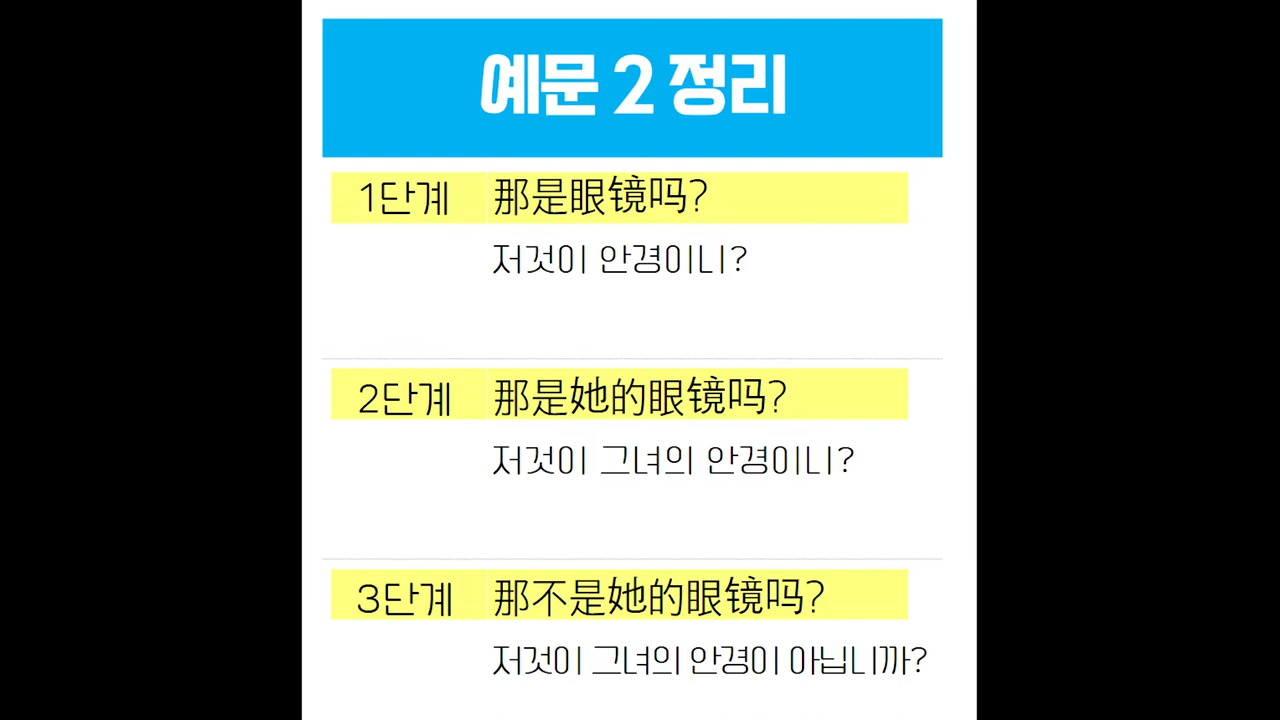 예문 2 정리
1단계 那是眼镜吗?
저것이 안경이니?
2단계 那是她的眼镜吗?
저것이 그녀의 안경이니?
3단계 那不是她的眼镜吗?
저것이 그녀의 안경이 아닙니까?